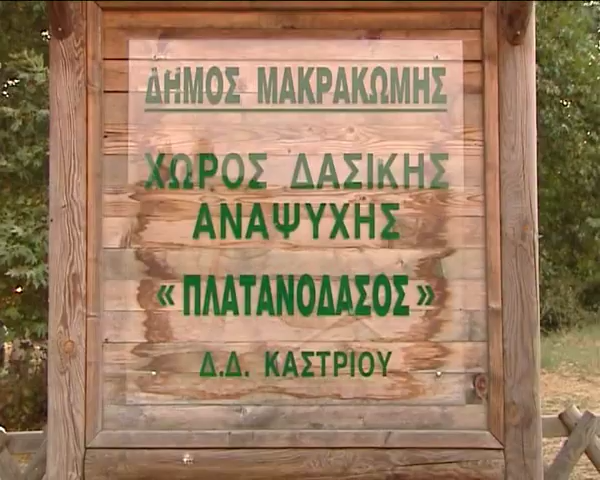 ΔΗΜΟΣ ΜΑΚΡΑΚΩΜΗΣ
ΧΩΡΟΣ ΔΑΣΙΚΗΣ
ΑΝΑΨΥΧΗΣ
«ΠΛΑΤΑΝΟΔΑΣΟΣ»
Δ.Δ. ΚΑΣΤΡΙΟΥ